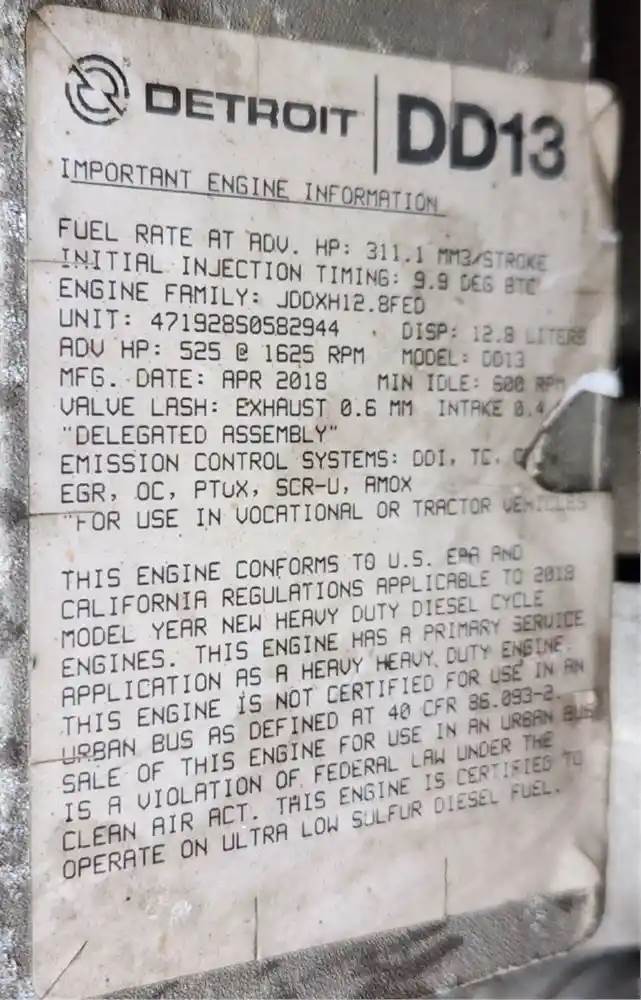 DETROIT DD13
IMPORTANT ENGINE INFORMATION
FUEL RATE AT ADV. HP: 311.1 MM3/STROKE
INITIAL INJECTION TIMING: 9.9 DEG BTC
ENGINE FAMILY: JDDXH12.8FED
UNIT: 471928S0582944 DISP: 12.8 LITERS
ADV HP: 525 @ 1625 RPM MODEL: DD13
MFG. DATE: APR 2018 MIN IDLE: 600 RPM
VALVE LASH: EXHAUST 0.6 MM INTAKE 0.4
"DELEGATED ASSEMBLY"
EMISSION CONTROL SYSTEMS: DDI, TC,
EGR, OC, PTUX, SCR-U, AMOX
"FOR USE IN VOCATIONAL OR TRACTOR VEHICLES
THIS ENGINE CONFORMS TO U.S. EPA AND
CALIFORNIA REGULATIONS APPLICABLE TO 2018
MODEL YEAR NEW HEAVY DUTY DIESEL CYCLE
ENGINES. THIS ENGINE HAS A PRIMARY SERVICE
APPLICATION AS A HEAVY HEAVY DUTY ENGINE.
THIS ENGINE IS NOT CERTIFIED FOR USE IN AN
URBAN BUS AS DEFINED AT 40 CFR 86.093-2.
SALE OF THIS ENGINE FOR USE IN AN URBAN BUS
IS A VIOLATION OF FEDERAL LAW UNDER THE
CLEAN AIR ACT. THIS ENGINE IS CERTIFIED TO
OPERATE ON ULTRA LOW SULFUR DIESEL FUEL.